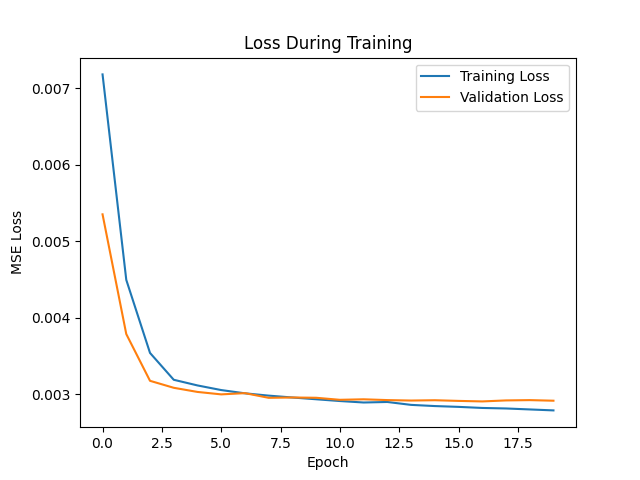 Loss During Training
Training Loss
Validation Loss
MSE Loss
0.007
0.006
0.005
0.004
0.003
0.0 2.5 5.0 7.5 10.0 12.5 15.0 17.5
Epoch